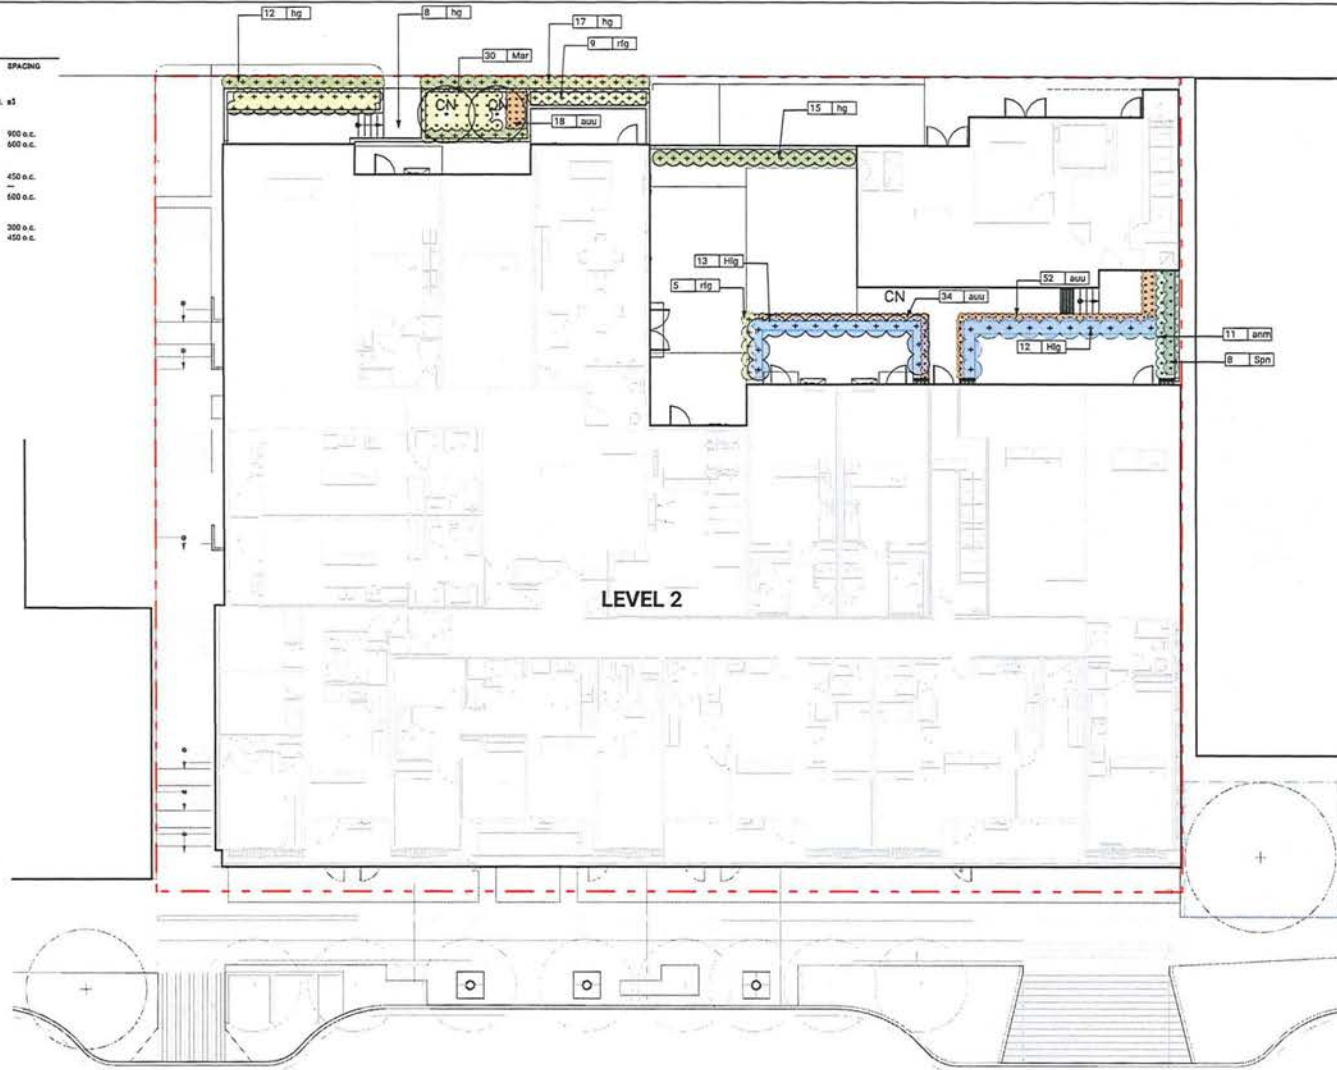 12 hg
8 hg
17 hg
9 rfg
30 Mar
SPACING
CN CN
18 auu
15 hg
900 o.c.
600 o.c.
450 o.c.
—
600 o.c.
300 o.c.
450 o.c.
13 Hlg
5 rfg
CN
34 auu
52 auu
12 Hlg
11 anm
8 Spn
LEVEL 2